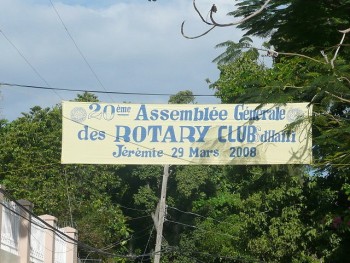 20ème Assemblée Générale
des ROTARY CLUB d'Haïti
Jérémie 29 Mars 2008